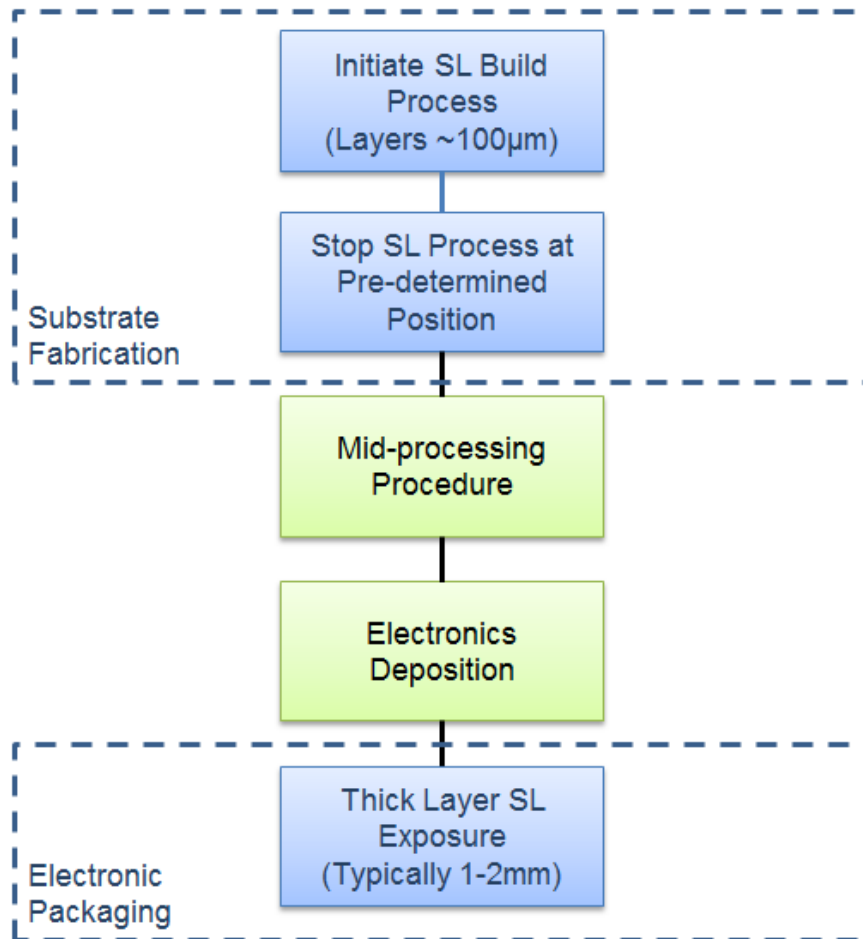 Initiate SL Build
Process
(Layers ~100µm)
Stop SL Process at
Pre-determined
Position
Substrate
Fabrication
Mid-processing
Procedure
Electronics
Deposition
Thick Layer SL
Exposure
(Typically 1-2mm)
Electronic
Packaging